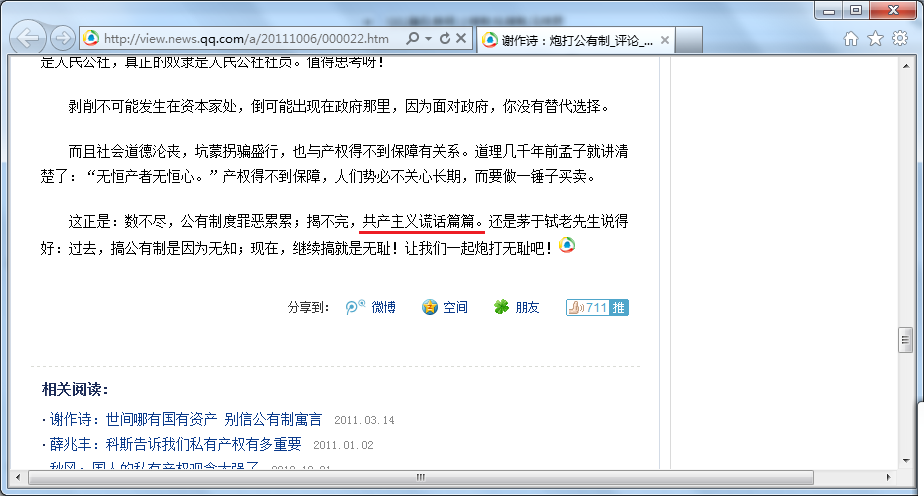 http://view.news.qq.com/a/20111006/000022.htm
谢作诗：炮打公有制_评论_...
是人民公社，真正的奴隶是人民公社社员。值得思考呀！
剥削不可能发生在资本家处，倒可能出现在政府那里，因为面对政府，你没有替代选择。
而且社会道德沦丧，坑蒙拐骗盛行，也与产权得不到保障有关系。道理几千年前孟子就讲清
楚了：“无恒产者无恒心。”产权得不到保障，人们势必不关心长期，而要做一锤子买卖。
这正是：数不尽，公有制度罪恶累累；揭不完，共产主义谎话篇篇。还是茅于轼老先生说得
好：过去，搞公有制是因为无知；现在，继续搞就是无耻！让我们一起炮打无耻吧！
分享到： 微博 空间 朋友 711 推
相关阅读：
· 谢作诗：世间哪有国有资产 别信公有制寓言 2011.03.14
· 薛兆丰：科斯告诉我们私有产权有多重要 2011.01.02
秋风：国人的私有产权观念太强了